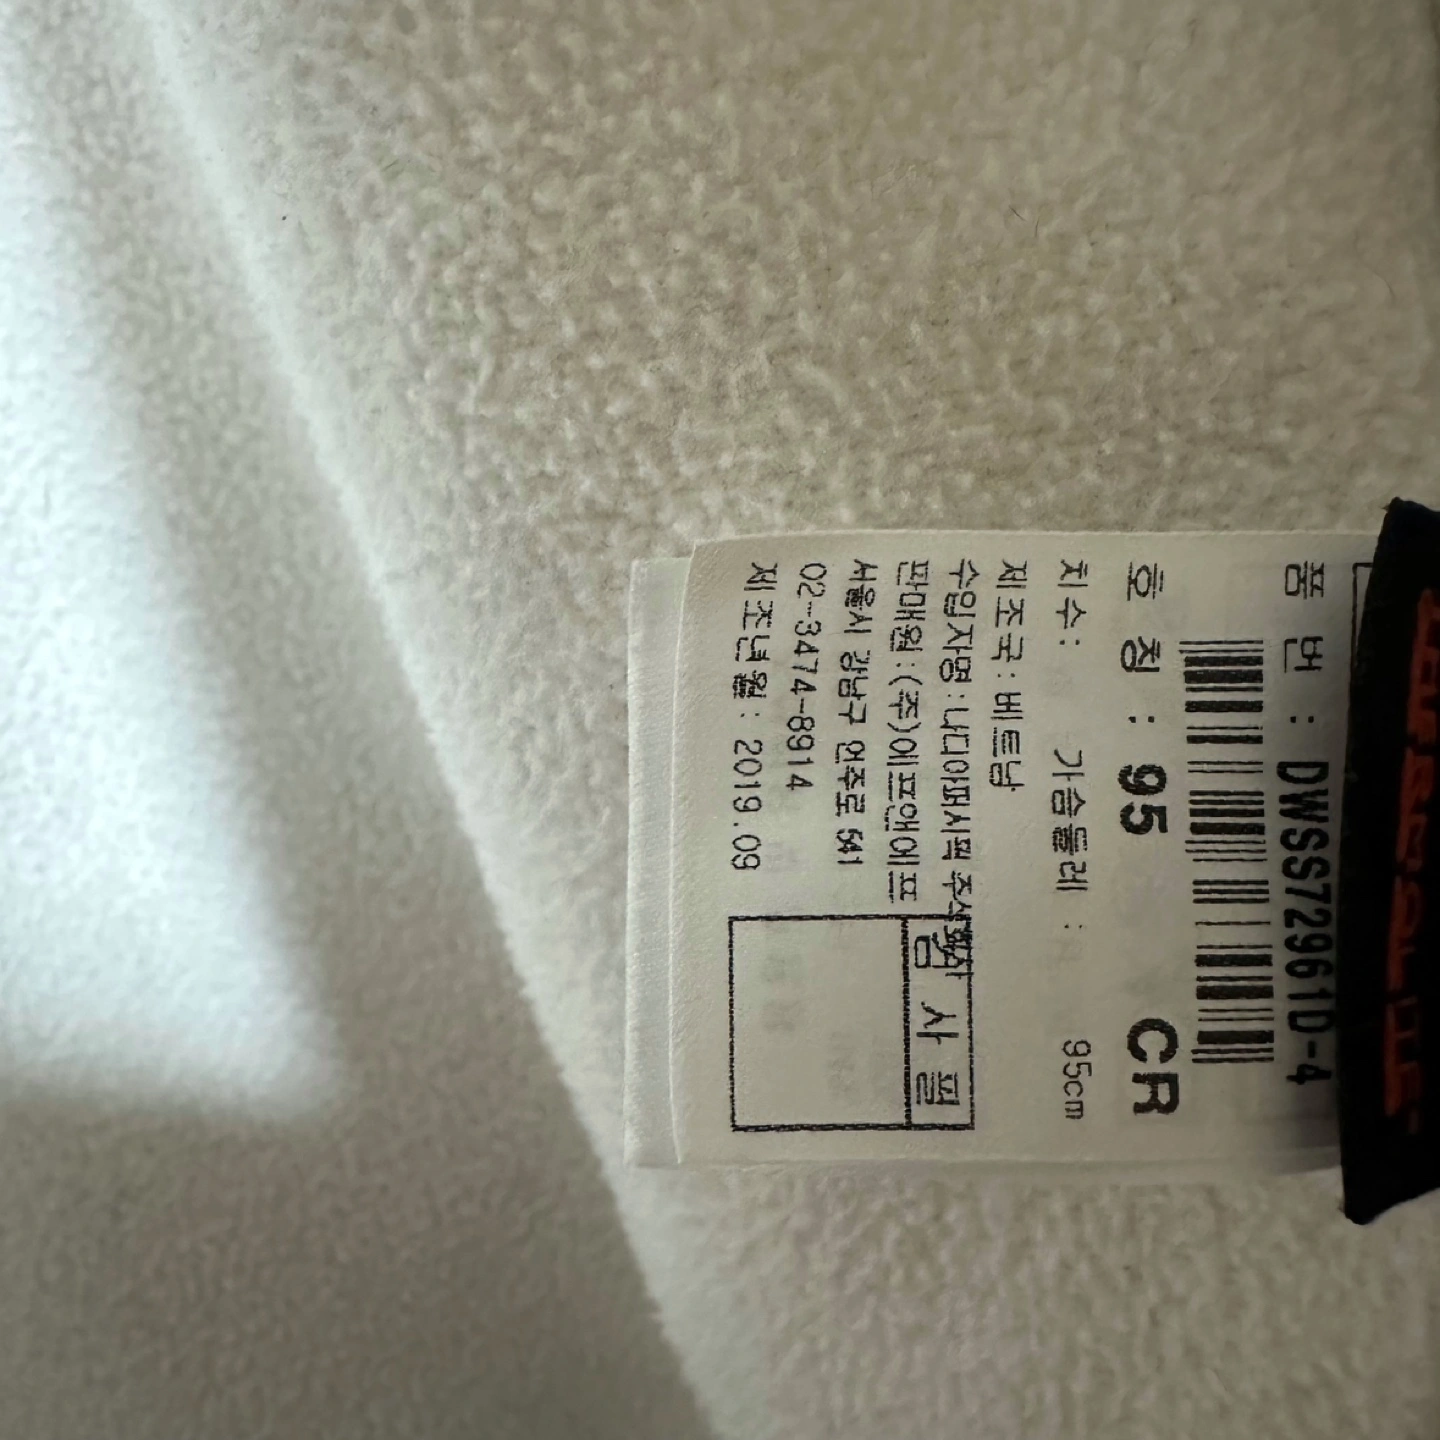 품 번 : DWSS72961D-4
호 칭 : 95 CR
치수: 가슴둘레 : 95cm
제조국:베트남
수입자명:나디아퍼시픽 주식회사
판매원:(주)에프앤에프
서울시 강남구 언주로 541
02-3474-8914
제조년월: 2019.09
검 사 필